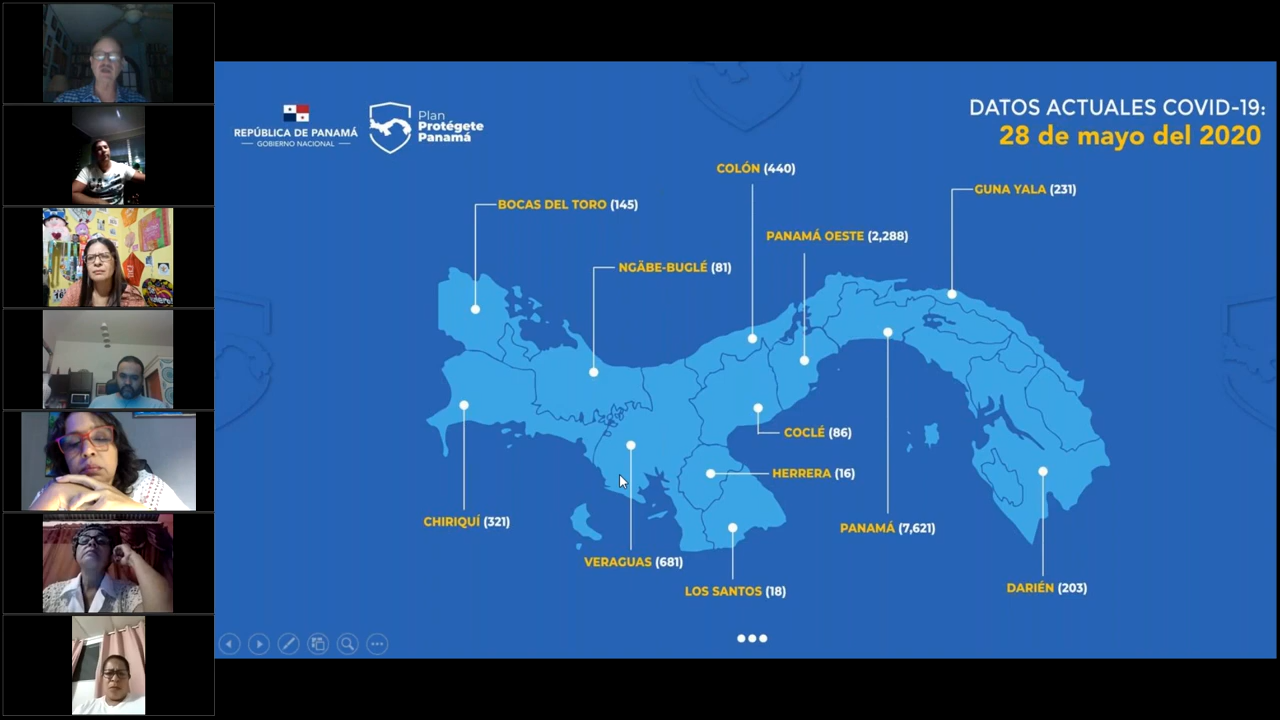 REPÚBLICA DE PANAMÁ
GOBIERNO NACIONAL
Plan
Protégete
Panamá
DATOS ACTUALES COVID-19:
28 de mayo del 2020
COLÓN (440)
GUNA YALA (231)
BOCAS DEL TORO (145)
PANAMÁ OESTE (2,288)
NGÄBE-BUGLÉ (81)
COCLÉ (86)
HERRERA (16)
CHIRIQUÍ (321)
PANAMÁ (7,621)
VERAGUAS (681)
LOS SANTOS (18)
DARIÉN (203)